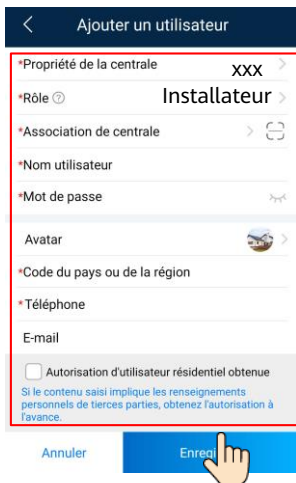 Ajouter un utilisateur
*Propriété de la centrale xxx
*Rôle ? Installateur
*Association de centrale
*Nom utilisateur
*Mot de passe
Avatar
*Code du pays ou de la région
*Téléphone
E-mail
Autorisation d'utilisateur résidentiel obtenue
Si le contenu saisi implique les renseignements
personnels de tierces parties, obtenez l'autorisation à
l'avance.
Annuler